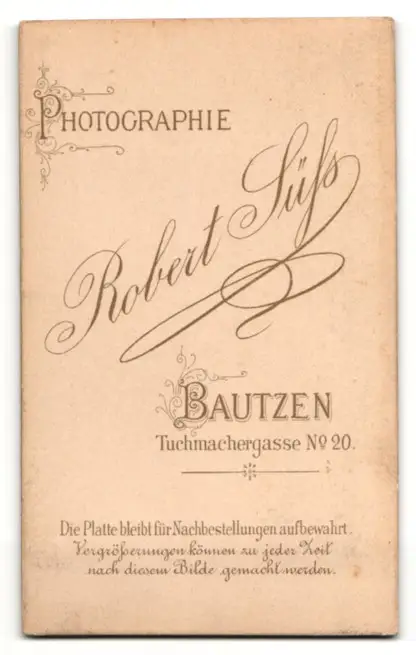 PHOTOGRAPHIE
Robert Süß
BAUTZEN
Tuchmachergasse № 20.
Die Platte bleibt für Nachbestellungen aufbewahrt.
Vergrößerungen können zu jeder Zeit
nach diesem Bilde gemacht werden.